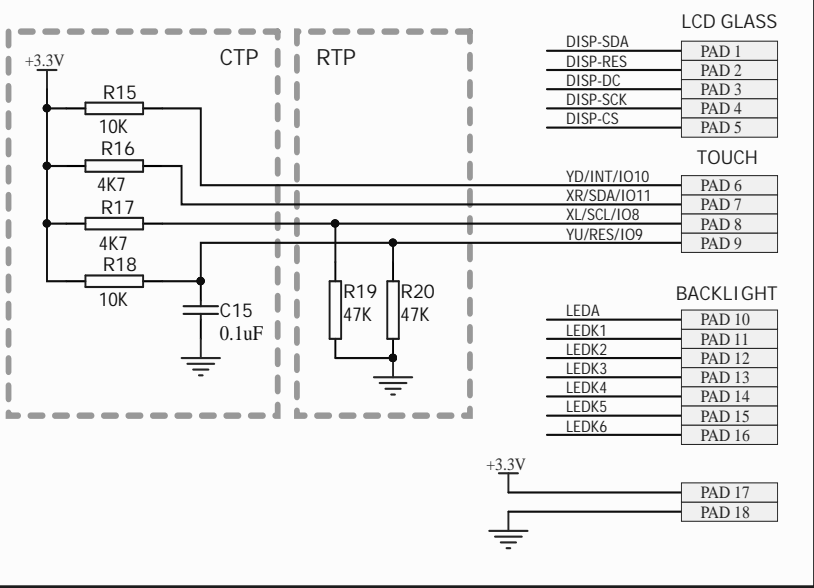 LCD GLASS
DISP-SDA PAD 1
DISP-RES PAD 2
DISP-DC PAD 3
DISP-SCK PAD 4
DISP-CS PAD 5
CTP
RTP
+3.3V
R15
10K
R16
4K7
R17
4K7
R18
10K
C15
0.1uF
R19
47K
R20
47K
TOUCH
YD/INT/IO10 PAD 6
XR/SDA/IO11 PAD 7
XL/SCL/IO8 PAD 8
YU/RES/IO9 PAD 9
BACKLIGHT
LEDA PAD 10
LEDK1 PAD 11
LEDK2 PAD 12
LEDK3 PAD 13
LEDK4 PAD 14
LEDK5 PAD 15
LEDK6 PAD 16
+3.3V
PAD 17
PAD 18